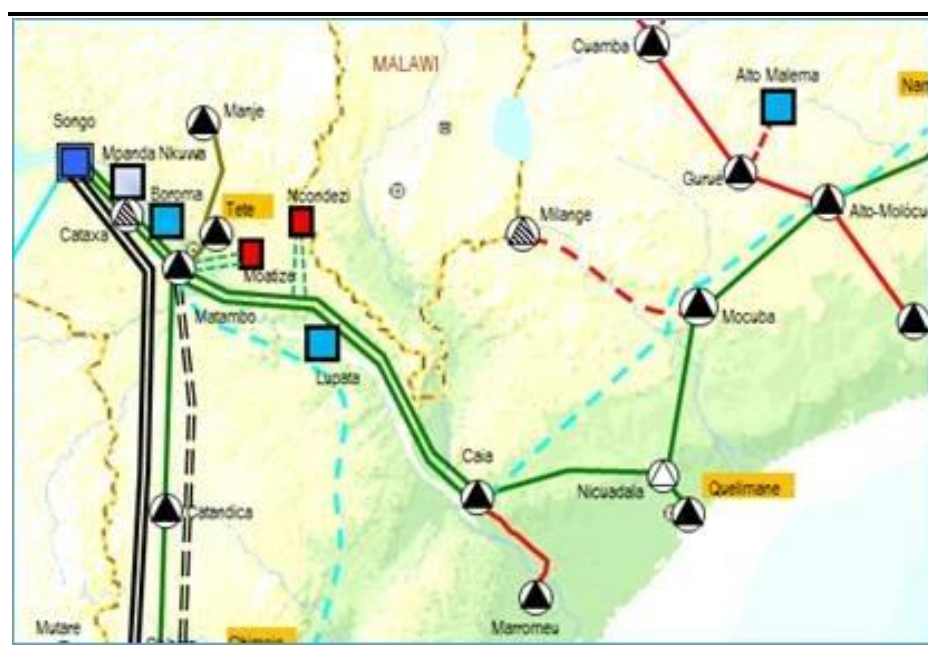 Cuamba
MALAWI
Alto Malema
Manje
Songo
Mpanda Nkuwa
Boroma
Ncondezi
Gurue
Tete
Cataxa
Milange
Alto-Molócu
Moatize
Matambo
Mocuba
Lupata
Caia
Nicuadala
Quelimane
Catandica
Mutare
Marromeu